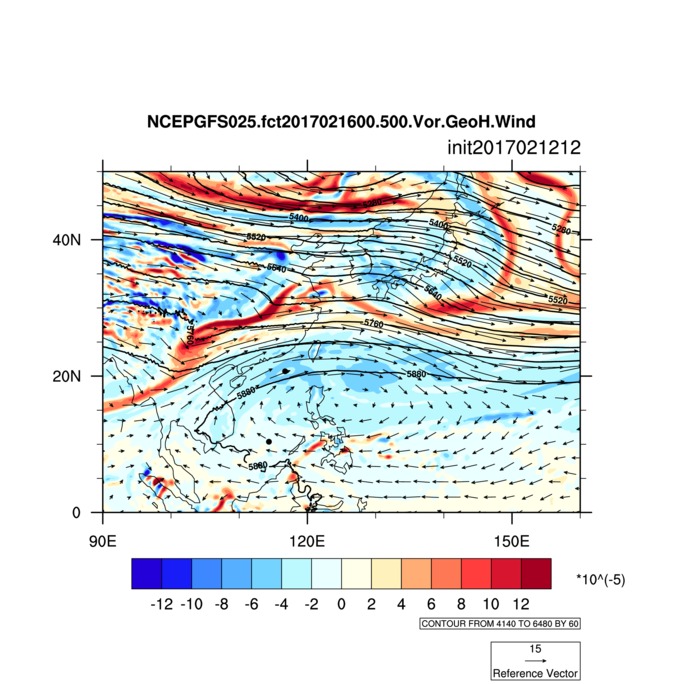 NCEPGFS025.fct2017021600.500.Vor.GeoH.Wind
init2017021212
5280
5400
5400
40N
5520
5280
5520
5640
5640
5520
5760
5760
20N
5880
5880
5880
0
90E 120E 150E
-12 -10 -8 -6 -4 -2 0 2 4 6 8 10 12
*10^(-5)
CONTOUR FROM 4140 TO 6480 BY 60
15
Reference Vector